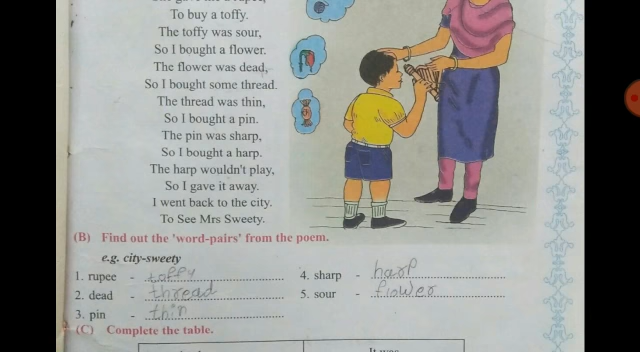 To buy a toffy.
The toffy was sour,
So I bought a flower.
The flower was dead,
So I bought some thread.
The thread was thin,
So I bought a pin.
The pin was sharp,
So I bought a harp.
The harp wouldn't play,
So I gave it away.
I went back to the city.
To See Mrs Sweety.
(B) Find out the 'word-pairs' from the poem.
e.g. city-sweety
1. rupee - toffy
2. dead - thread
3. pin - thin
4. sharp - harp
5. sour - flower
(C) Complete the table.
It was